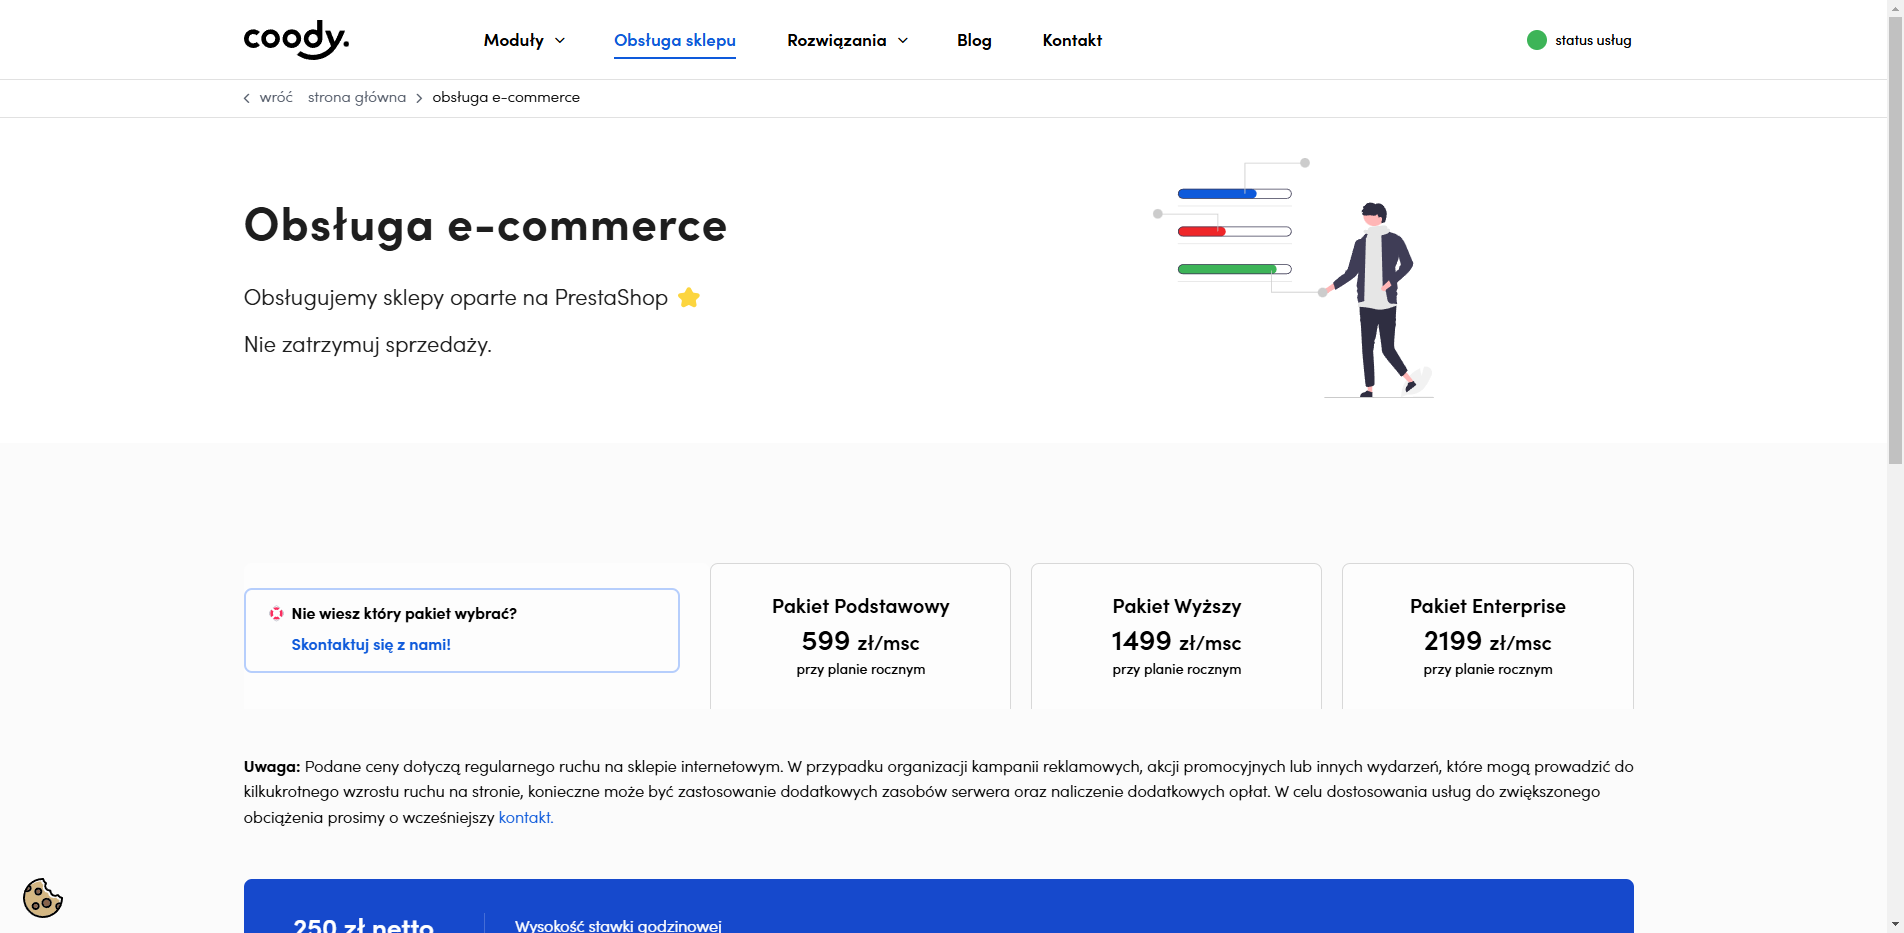 coody.
Moduły
Obsługa sklepu
Rozwiązania
Blog
Kontakt
status usług
wróć
strona główna
obsługa e-commerce
Obsługa e-commerce
Obsługujemy sklepy oparte na PrestaShop
Nie zatrzymuj sprzedaży.
Nie wiesz który pakiet wybrać?
Skontaktuj się z nami!
Pakiet Podstawowy
599 zł/msc
przy planie rocznym
Pakiet Wyższy
1499 zł/msc
przy planie rocznym
Pakiet Enterprise
2199 zł/msc
przy planie rocznym
Uwaga: Podane ceny dotyczą regularnego ruchu na sklepie internetowym. W przypadku organizacji kampanii reklamowych, akcji promocyjnych lub innych wydarzeń, które mogą prowadzić do
kilkukrotnego wzrostu ruchu na stronie, konieczne może być zastosowanie dodatkowych zasobów serwera oraz naliczenie dodatkowych opłat. W celu dostosowania usług do zwiększonego
obciążenia prosimy o wcześniejszy kontakt.
250 zł netto
Wysokość stawki godzinowej